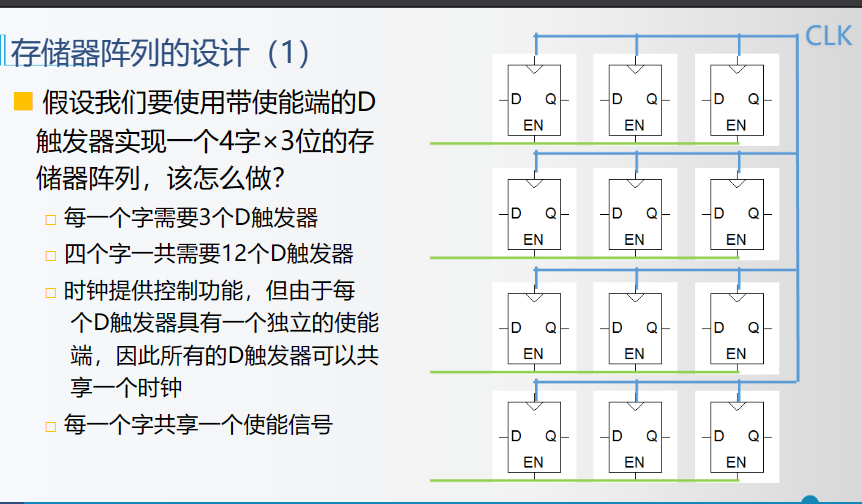 存储器阵列的设计（1）
CLK
假设我们要使用带使能端的D
触发器实现一个4字×3位的存
储器阵列，该怎么做？
每一个字需要3个D触发器
四个字一共需要12个D触发器
时钟提供控制功能，但由于每
个D触发器具有一个独立的使能
端，因此所有的D触发器可以共
享一个时钟
每一个字共享一个使能信号
D Q D Q D Q
EN EN EN
D Q D Q D Q
EN EN EN
D Q D Q D Q
EN EN EN
D Q D Q D Q
EN EN EN